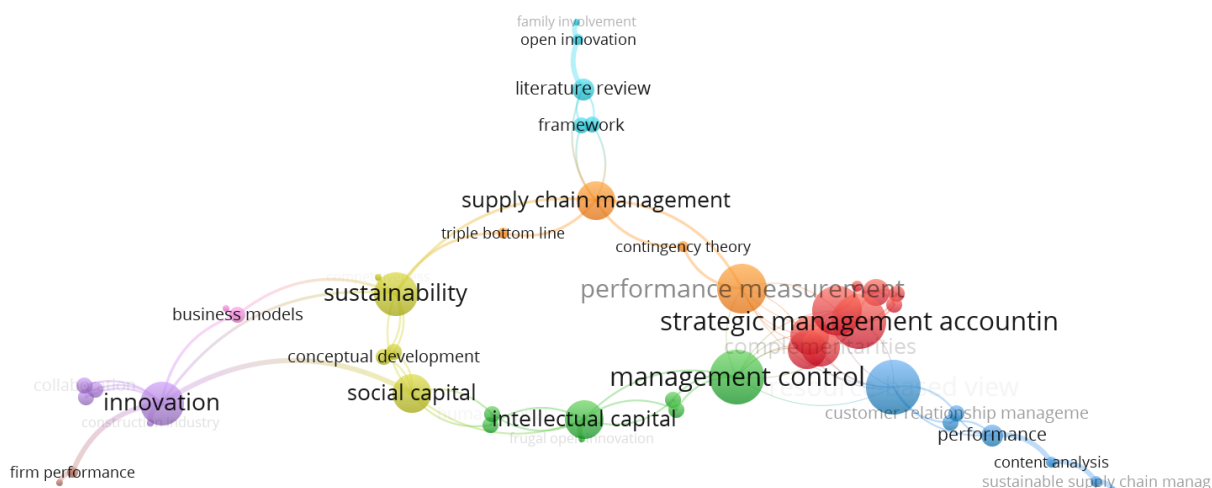 family involvement
open innovation
literature review
framework
supply chain management
triple bottom line
contingency theory
performance measurement
sustainability
business models
strategic management accountin
complementarities
conceptual development
management control
social capital
innovation
construction industry
intellectual capital
frugal open innovation
customer relationship manageme
performance
content analysis
firm performance
sustainable supply chain manag